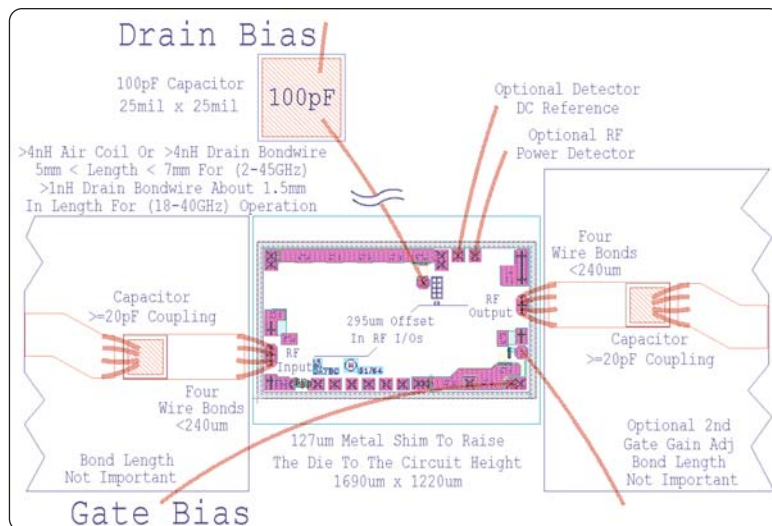 Drain Bias
100pF Capacitor
25mil x 25mil
100pF
Optional Detector
DC Reference
Optional RF
Power Detector
>4nH Air Coil Or >4nH Drain Bondwire
5mm < Length < 7mm For (2-45GHz)
>1nH Drain Bondwire About 1.5mm
In Length For (18-40GHz) Operation
Four
Wire Bonds
<240um
Capacitor
>=20pF Coupling
295um Offset
In RF I/Os
RF
Output
RF
Input
Capacitor
>=20pF Coupling
Four
Wire Bonds
<240um
127um Metal Shim To Raise
The Die To The Circuit Height
1690um x 1220um
Optional 2nd
Gate Gain Adj
Bond Length
Not Important
Bond Length
Not Important
Gate Bias